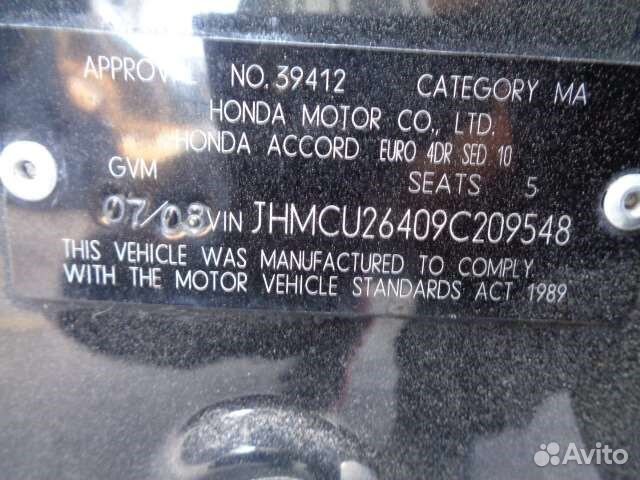 APPROVAL NO. 39412 CATEGORY MA
HONDA MOTOR CO., LTD.
HONDA ACCORD EURO 4DR SED 10
GVM SEATS 5
07/08 VIN JHMCU26409C209548
THIS VEHICLE WAS MANUFACTURED TO COMPLY
WITH THE MOTOR VEHICLE STANDARDS ACT 1989
Avito